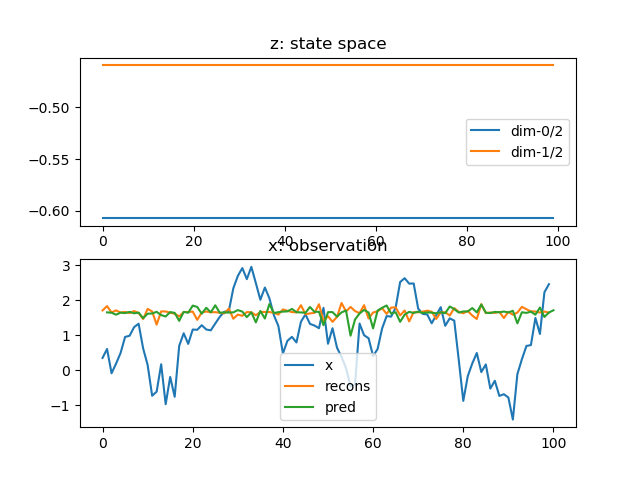 z: state space
−0.50
−0.55
−0.60
dim-0/2
dim-1/2
0
20
40
60
80
100
x: observation
3
2
1
0
−1
x
recons
pred
0
20
40
60
80
100